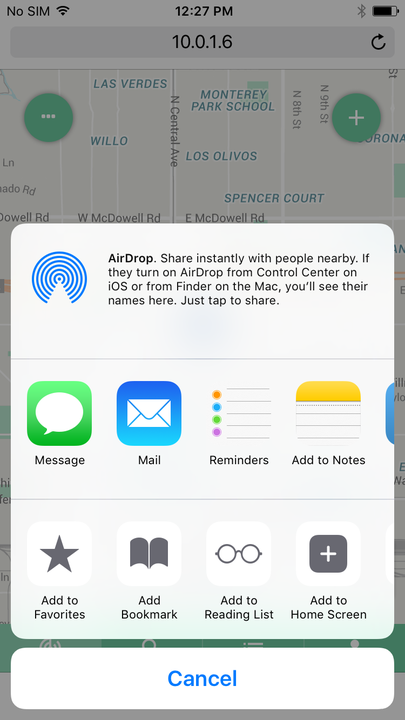 No SIM 12:27 PM
10.0.1.6
LAS VERDES
MONTEREY
PARK SCHOOL
N Central Ave
N 8th St
N 9th St
St
WILLO
LOS OLIVOS
Ln
SPENCER COURT
Rd
Dowell Rd W McDowell Rd E McDowell Rd
AirDrop. Share instantly with people nearby. If
they turn on AirDrop from Control Center on
iOS or from Finder on the Mac, you’ll see their
names here. Just tap to share.
Message Mail Reminders Add to Notes
Add to
Favorites
Add
Bookmark
Add to
Reading List
Add to
Home Screen
Cancel